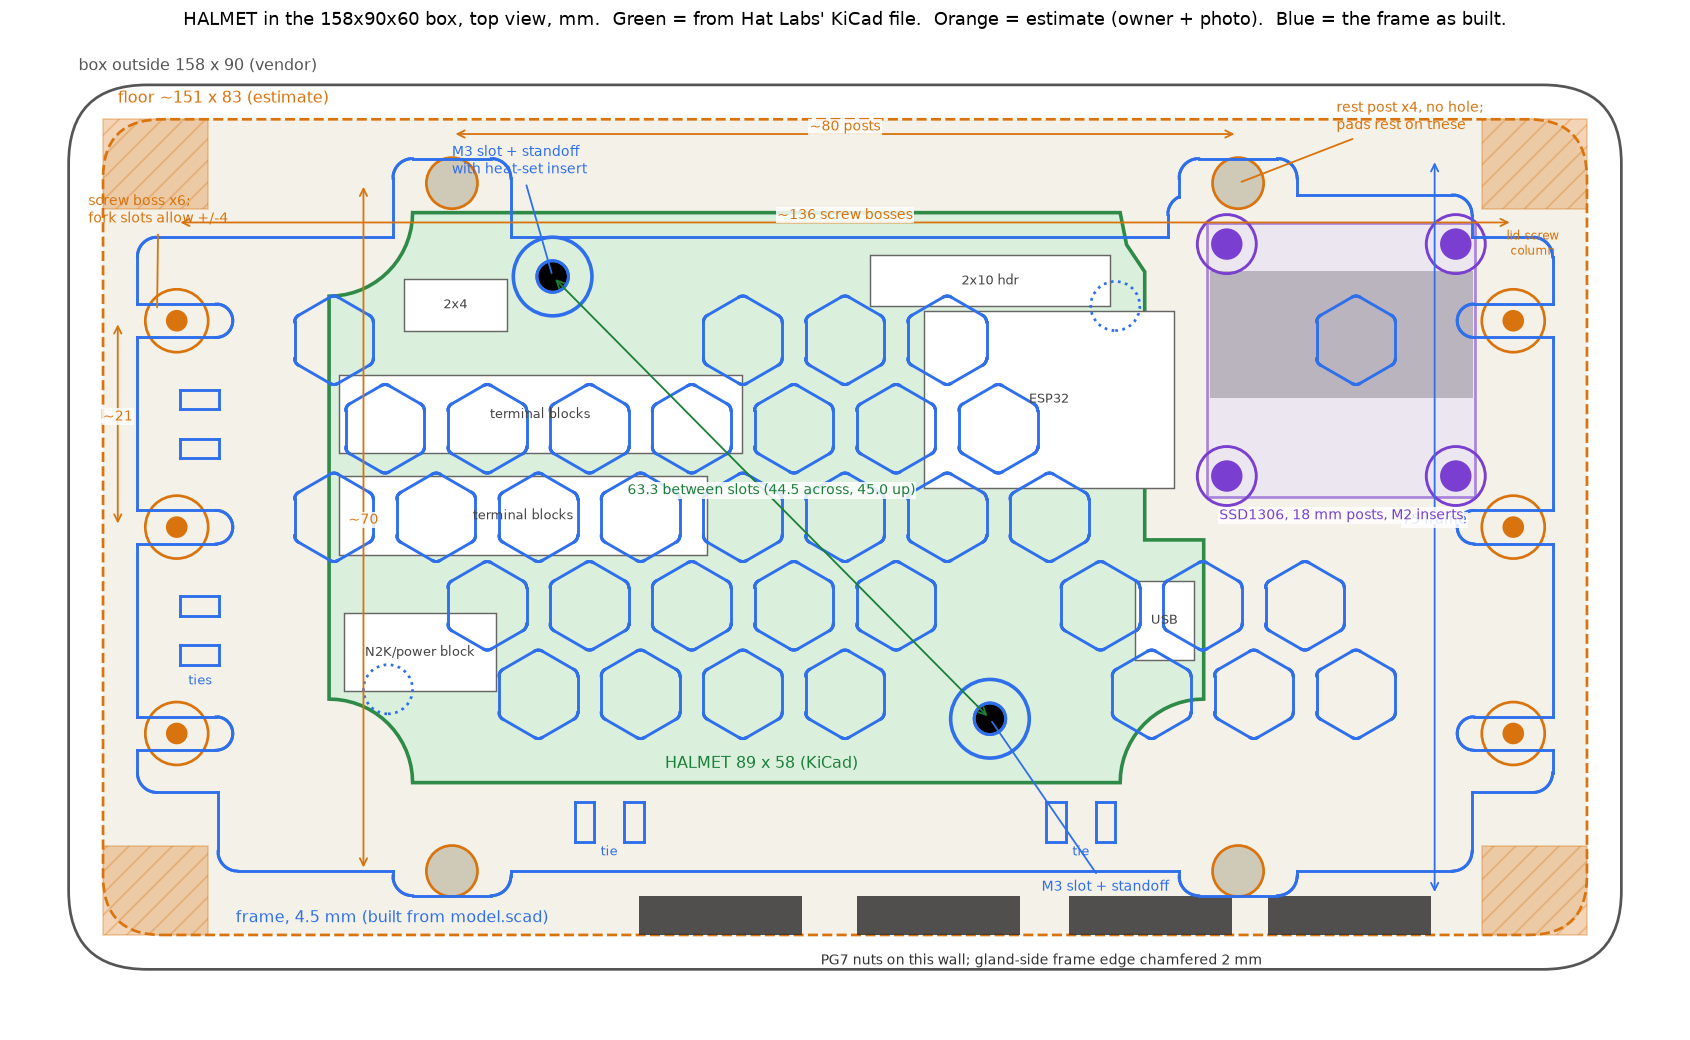 HALMET in the 158x90x60 box, top view, mm.  Green = from Hat Labs' KiCad file.  Orange = estimate (owner + photo).  Blue = the frame as built.
box outside 158 x 90 (vendor)
floor ~151 x 83 (estimate)
rest post x4, no hole;
pads rest on these
~80 posts
M3 slot + standoff
with heat-set insert
screw boss x6;
fork slots allow +/-4
~136 screw bosses
lid screw
column
2x10 hdr
2x4
ESP32
terminal blocks
~21
63.3 between slots (44.5 across, 45.0 up)
terminal blocks
~70
SSD1306, 18 mm posts, M2 inserts
USB
N2K/power block
ties
HALMET 89 x 58 (KiCad)
tie
tie
M3 slot + standoff
frame, 4.5 mm (built from model.scad)
PG7 nuts on this wall; gland-side frame edge chamfered 2 mm